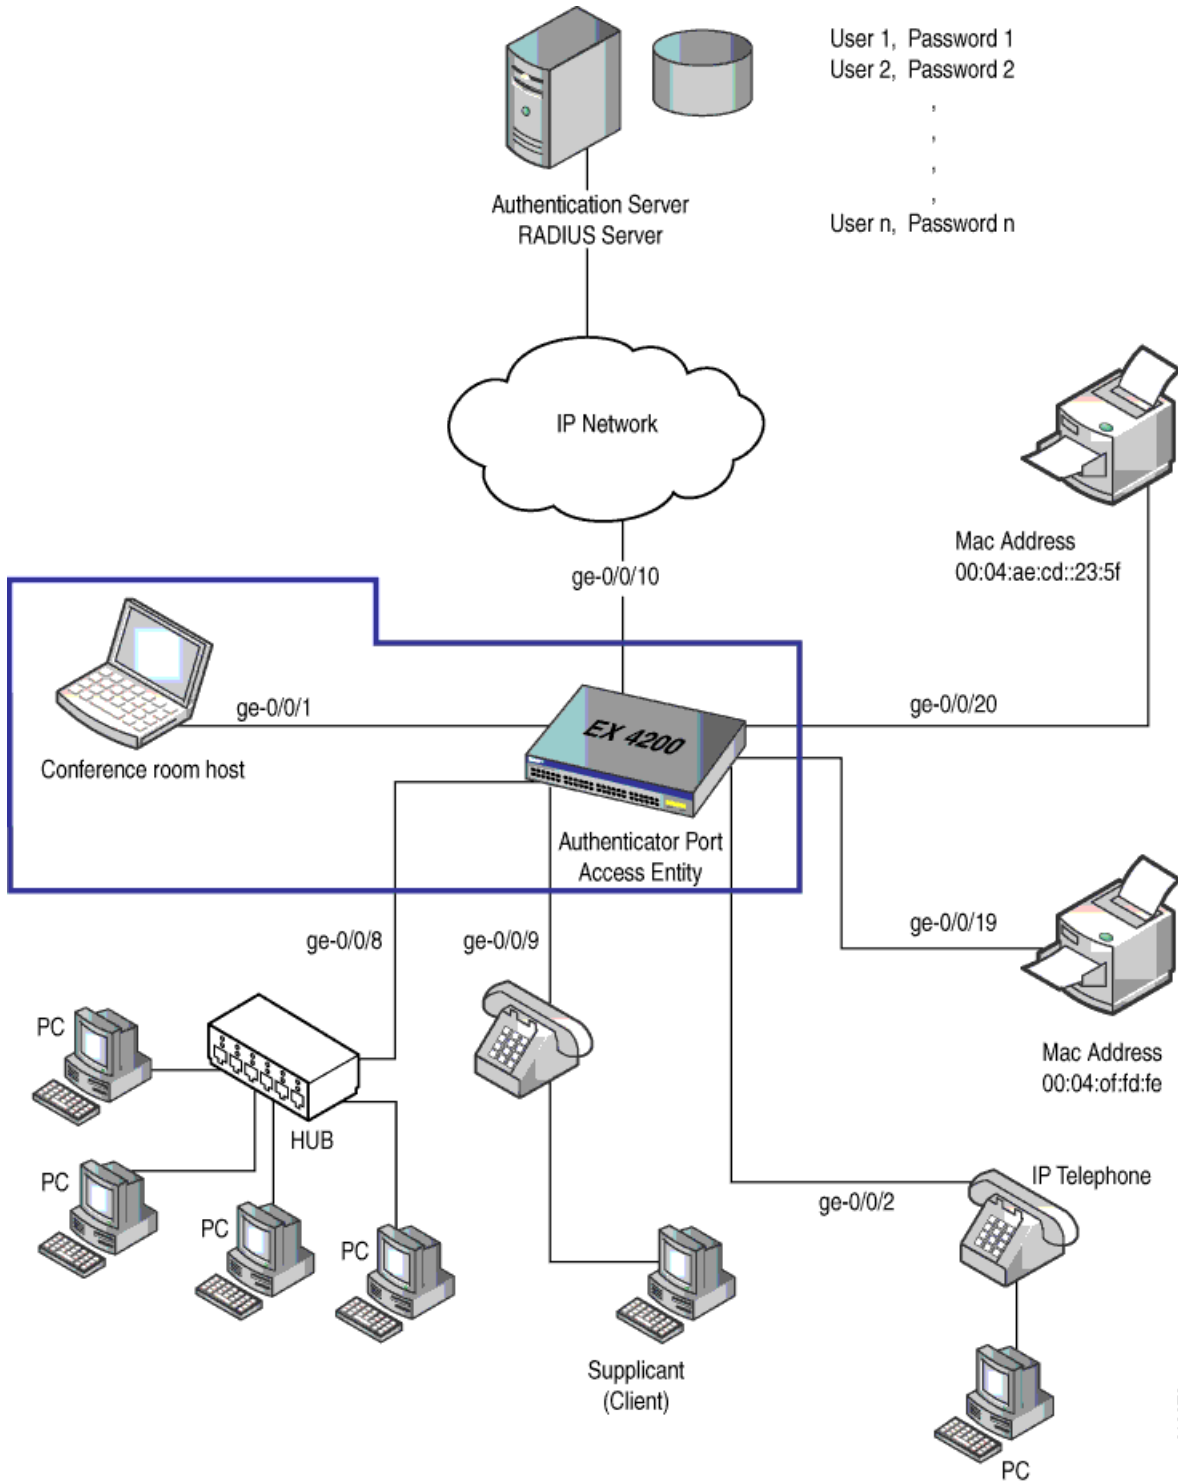 User 1, Password 1
User 2, Password 2
,
,
,
,
User n, Password n
Authentication Server
RADIUS Server
IP Network
Mac Address
00:04:ae:cd::23:5f
ge-0/0/10
ge-0/0/1
ge-0/0/20
EX 4200
Conference room host
Authenticator Port
Access Entity
ge-0/0/8
ge-0/0/9
ge-0/0/19
PC
Mac Address
00:04:of:fd:fe
HUB
PC
IP Telephone
ge-0/0/2
PC
PC
Supplicant
(Client)
PC